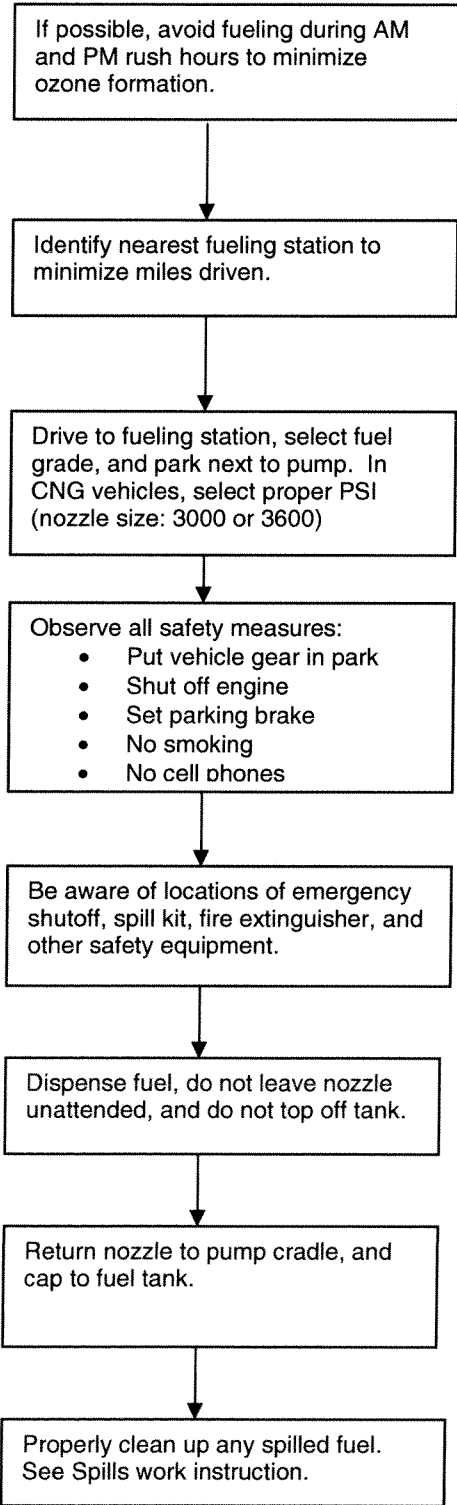 If possible, avoid fueling during AM
and PM rush hours to minimize
ozone formation.
Identify nearest fueling station to
minimize miles driven.
Drive to fueling station, select fuel
grade, and park next to pump. In
CNG vehicles, select proper PSI
(nozzle size: 3000 or 3600)
Observe all safety measures:
• Put vehicle gear in park
• Shut off engine
• Set parking brake
• No smoking
• No cell phones
Be aware of locations of emergency
shutoff, spill kit, fire extinguisher, and
other safety equipment.
Dispense fuel, do not leave nozzle
unattended, and do not top off tank.
Return nozzle to pump cradle, and
cap to fuel tank.
Properly clean up any spilled fuel.
See Spills work instruction.